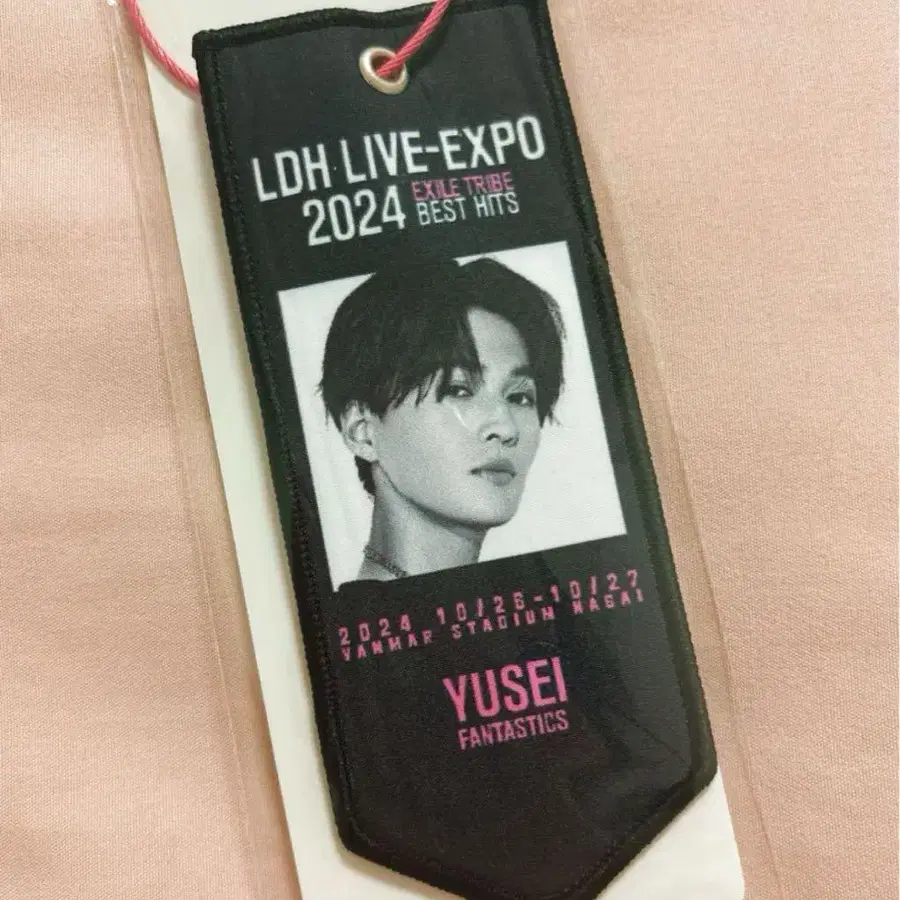 LDH LIVE-EXPO
2024 EXILE TRIBE
BEST HITS
2024.10/26-10/27
YANMAR STADIUM NAGAI
YUSEI
FANTASTICS